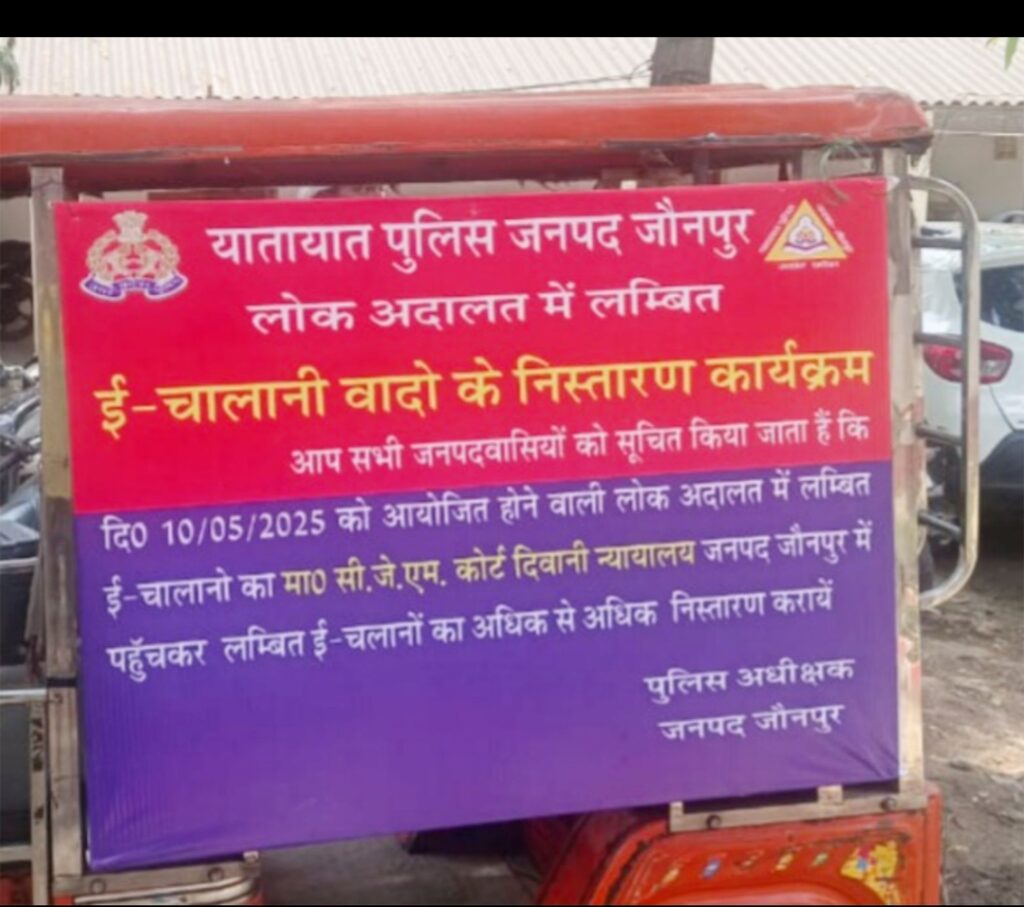 यातायात पुलिस जनपद जौनपुर
लोक अदालत में लम्बित
ई-चालानी वादो के निस्तारण कार्यक्रम
आप सभी जनपदवासियों को सूचित किया जाता हैं कि
दि0 10/05/2025 को आयोजित होने वाली लोक अदालत में लम्बित
ई-चालानो का मा0 सी.जे.एम. कोर्ट दिवानी न्यायालय जनपद जौनपुर में
पहुॅचकर लम्बित ई-चलानों का अधिक से अधिक निस्तारण करायें
पुलिस अधीक्षक
जनपद जौनपुर